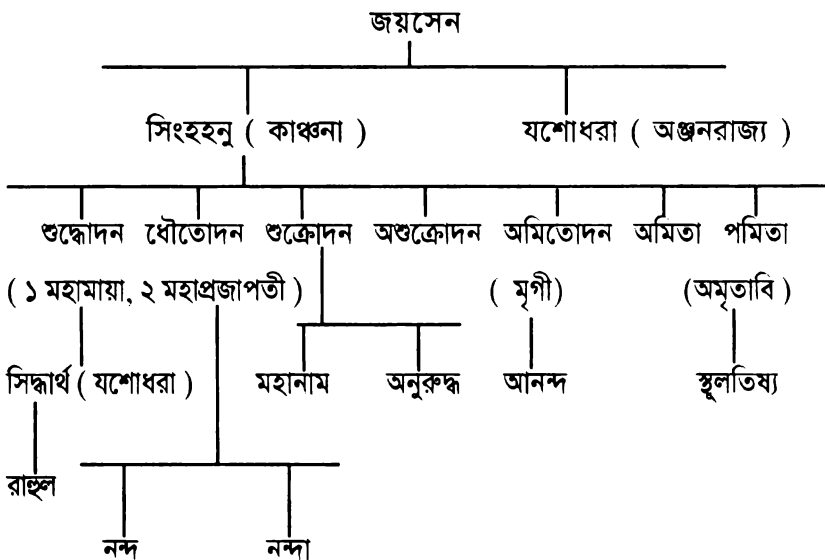 জয়সেন
সিংহহনু ( কাঞ্চনা ) যশোধরা ( অঞ্জনরাজ্য )
শুদ্ধোদন ধৌতোদন শুক্রোদন অশুক্রোদন অমিতোদন অমিতা পমিতা
( ১ মহামায়া, ২ মহাপ্রজাপতী ) ( মৃগী) (অমৃতাবি )
সিদ্ধার্থ ( যশোধরা ) মহানাম অনুরুদ্ধ আনন্দ স্থূলতিষ্য
রাহুল
নন্দ নন্দা